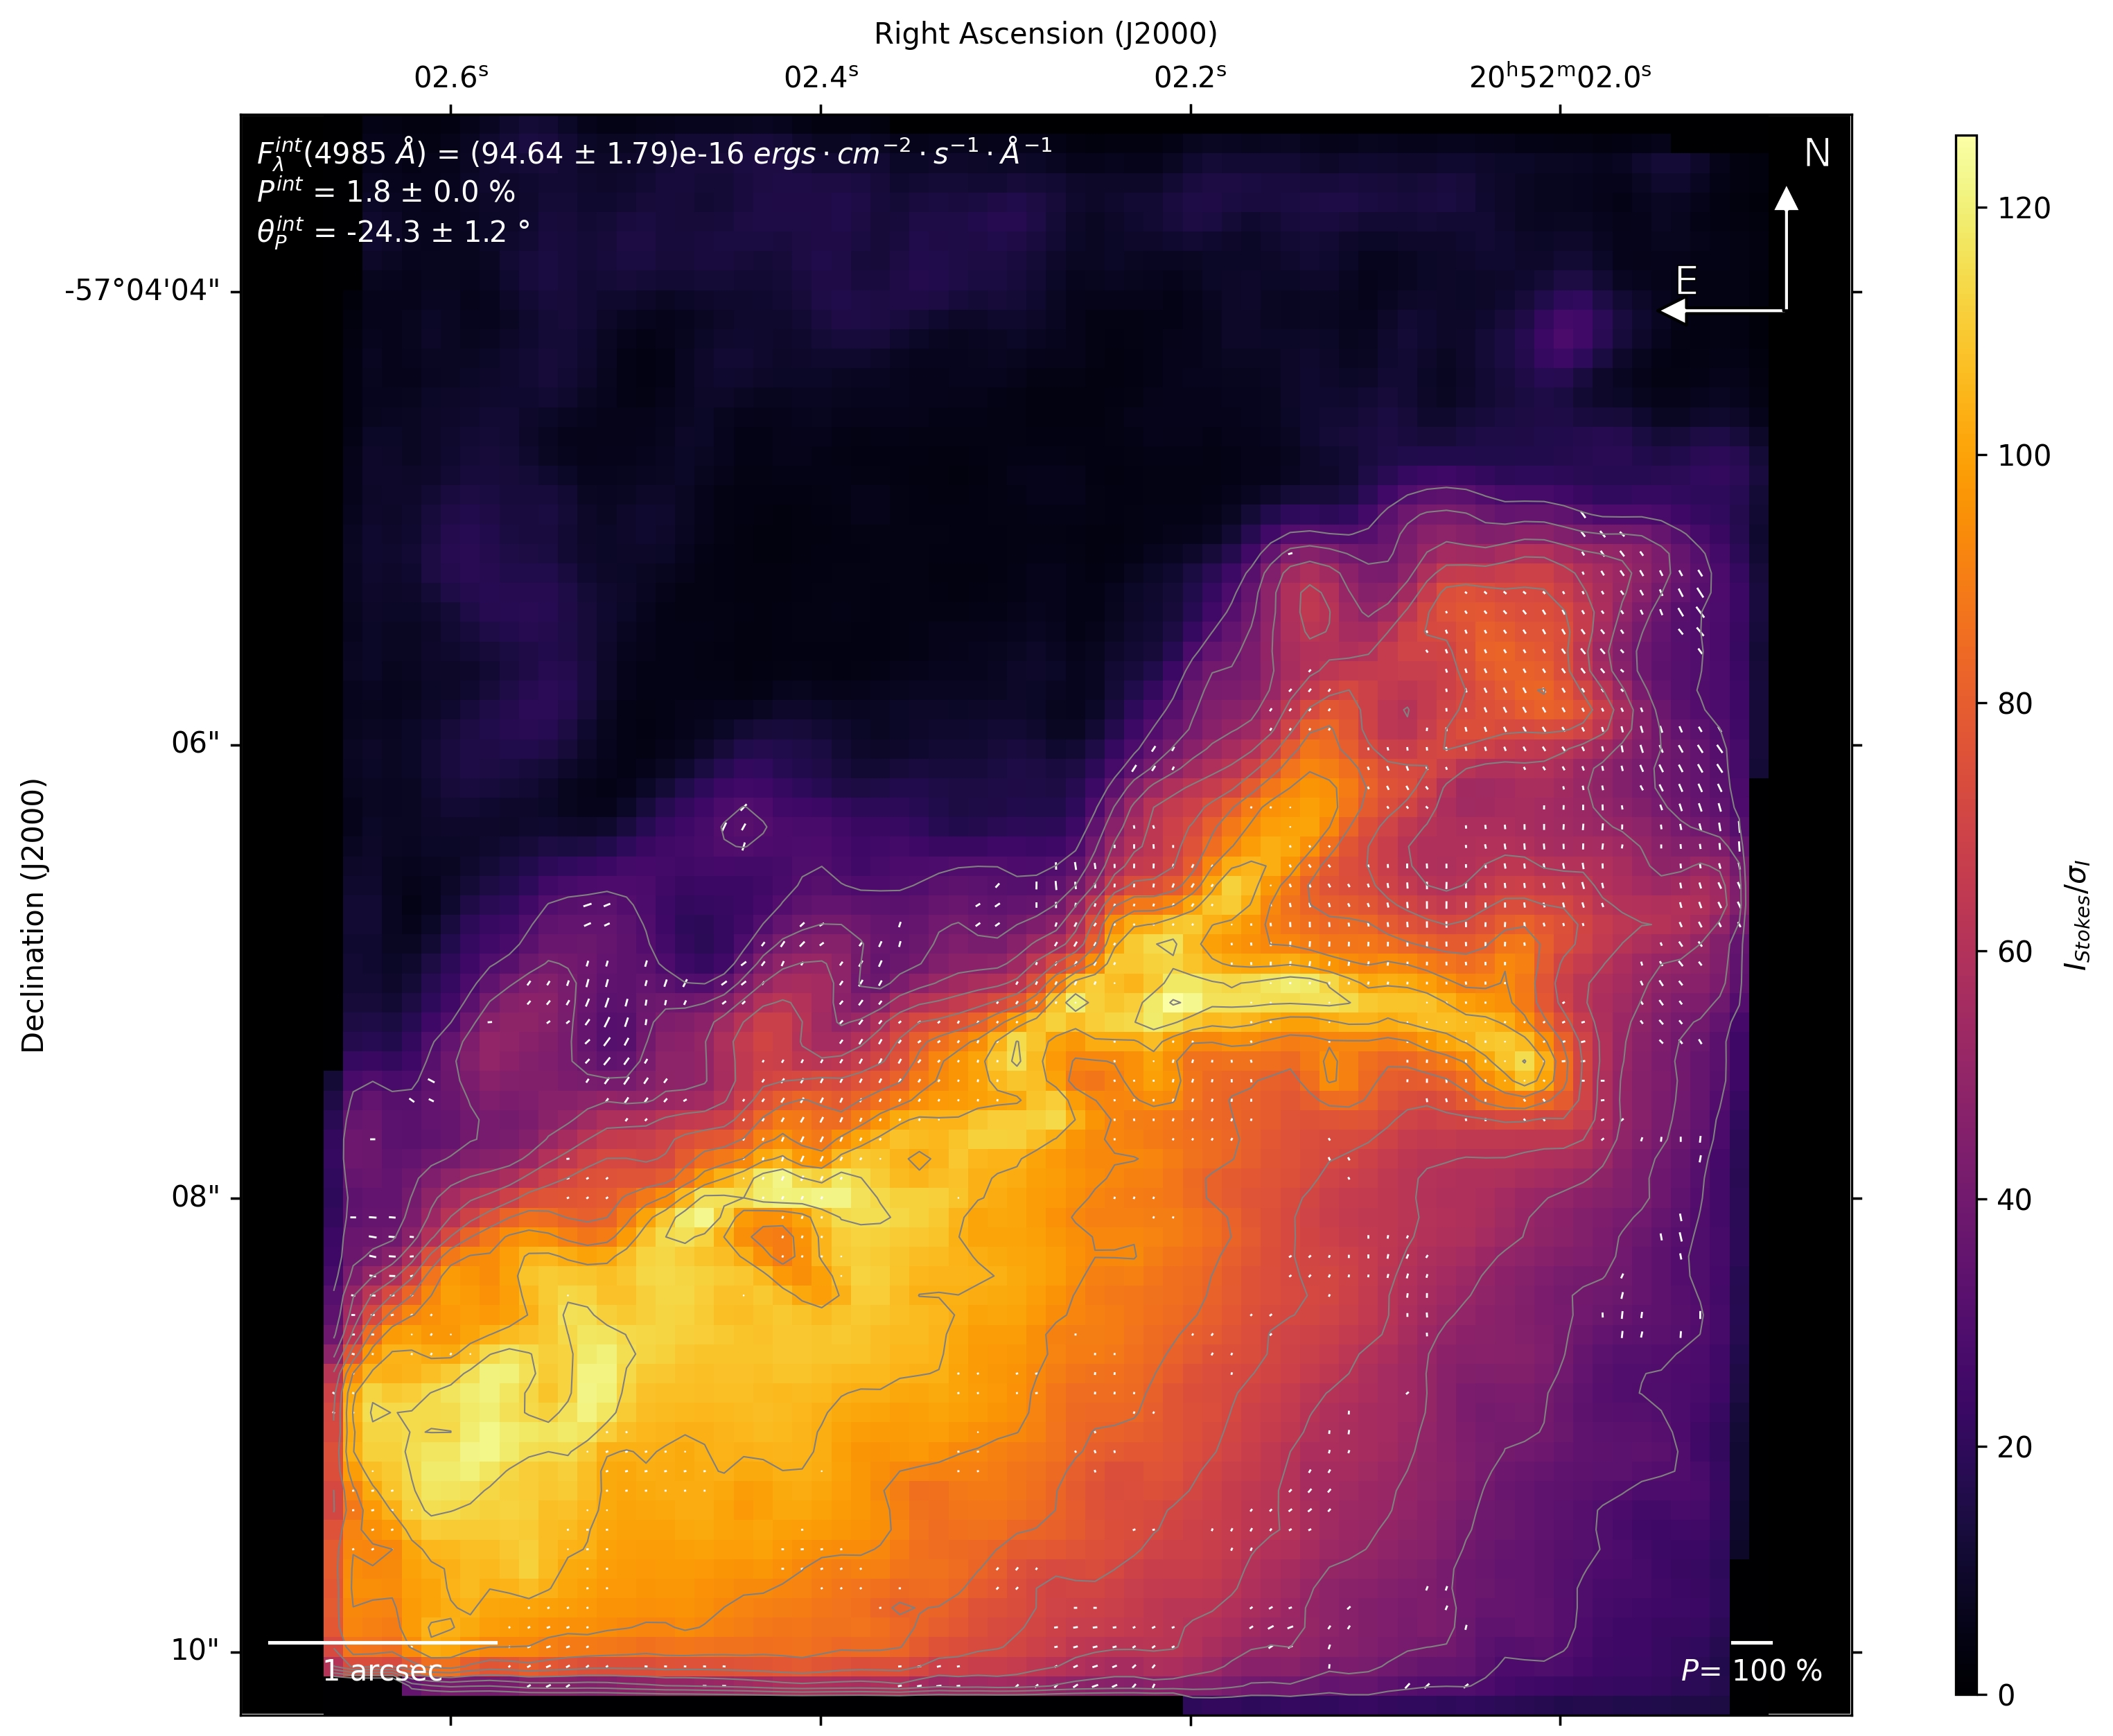 Right Ascension (J2000)
02.6ˢ 02.4ˢ 02.2ˢ 20ʰ52ᵐ02.0ˢ
F_λ^int(4985 Å) = (94.64 ± 1.79)e-16 ergs · cm⁻² · s⁻¹ · Å⁻¹
P^int = 1.8 ± 0.0 %
θ_P^int = -24.3 ± 1.2 °
N
E
-57°04'04"
06"
08"
10"
Declination (J2000)
1 arcsec
P= 100 %
120
100
80
60
40
20
0
I_Stokes/σ_I